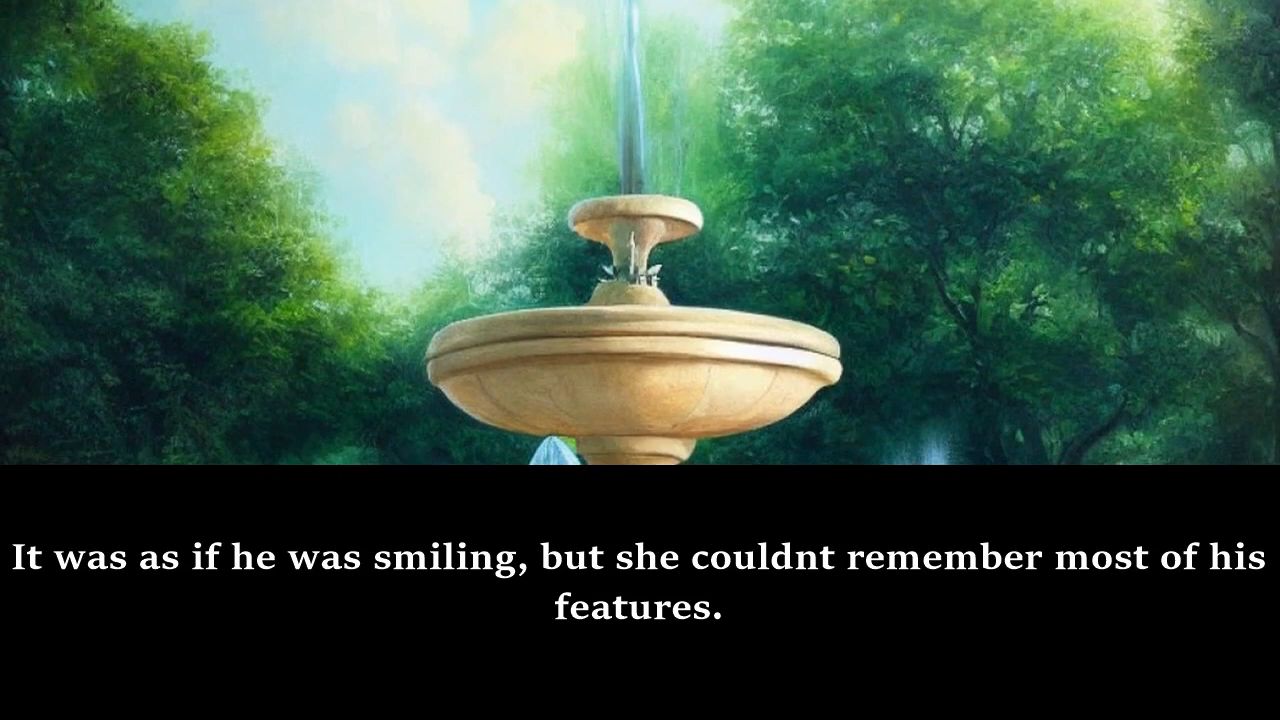 It was as if he was smiling, but she couldnt remember most of his
features.